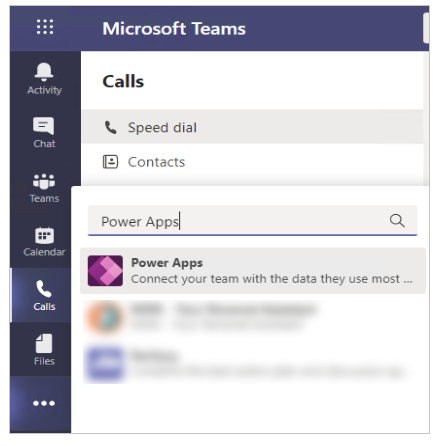 Microsoft Teams
Activity
Calls
Chat
Speed dial
Contacts
Teams
Power Apps
Calendar
Power Apps
Connect your team with the data they use most ...
Calls
Files